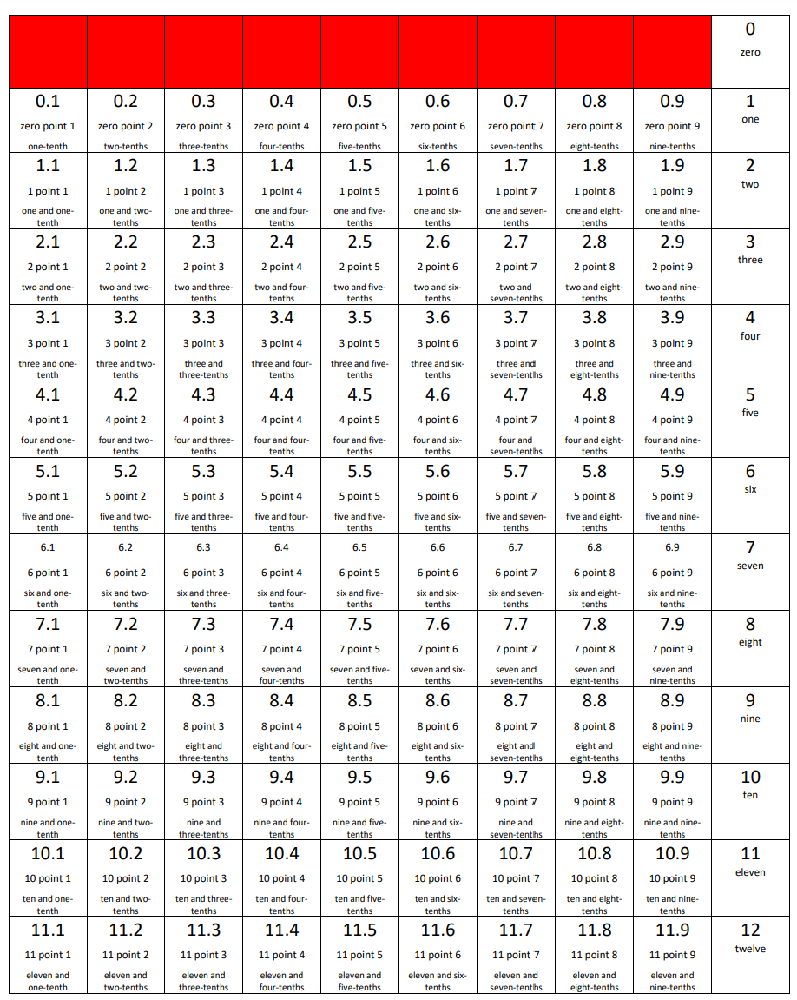 0
zero
0.1 0.2 0.3 0.4 0.5 0.6 0.7 0.8 0.9 1
zero point 1 zero point 2 zero point 3 zero point 4 zero point 5 zero point 6 zero point 7 zero point 8 zero point 9 one
one-tenth two-tenths three-tenths four-tenths five-tenths six-tenths seven-tenths eight-tenths nine-tenths
1.1 1.2 1.3 1.4 1.5 1.6 1.7 1.8 1.9 2
1 point 1 1 point 2 1 point 3 1 point 4 1 point 5 1 point 6 1 point 7 1 point 8 1 point 9 two
one and one- one and two- one and three- one and four- one and five- one and six- one and seven- one and eight- one and nine-
tenth tenths tenths tenths tenths tenths tenths tenths tenths
2.1 2.2 2.3 2.4 2.5 2.6 2.7 2.8 2.9 3
2 point 1 2 point 2 2 point 3 2 point 4 2 point 5 2 point 6 2 point 7 2 point 8 2 point 9 three
two and one- two and two- two and three- two and four- two and five- two and six- two and two and eight- two and nine-
tenth tenths tenths tenths tenths tenths seven-tenths tenths tenths
3.1 3.2 3.3 3.4 3.5 3.6 3.7 3.8 3.9 4
3 point 1 3 point 2 3 point 3 3 point 4 3 point 5 3 point 6 3 point 7 3 point 8 3 point 9 four
three and one- three and two- three and three and four- three and five- three and six- three and three and three and
tenth tenths three-tenths tenths tenths tenths seven-tenths eight-tenths nine-tenths
4.1 4.2 4.3 4.4 4.5 4.6 4.7 4.8 4.9 5
4 point 1 4 point 2 4 point 3 4 point 4 4 point 5 4 point 6 4 point 7 4 point 8 4 point 9 five
four and one- four and two- four and three- four and four- four and five- four and six- four and four and eight- four and nine-
tenth tenths tenths tenths tenths tenths seven-tenths tenths tenths
5.1 5.2 5.3 5.4 5.5 5.6 5.7 5.8 5.9 6
5 point 1 5 point 2 5 point 3 5 point 4 5 point 5 5 point 6 5 point 7 5 point 8 5 point 9 six
five and one- five and two- five and three- five and four- five and five- five and six- five and seven- five and eight- five and nine-
tenth tenths tenths tenths tenths tenths tenths tenths tenths
6.1 6.2 6.3 6.4 6.5 6.6 6.7 6.8 6.9 7
6 point 1 6 point 2 6 point 3 6 point 4 6 point 5 6 point 6 6 point 7 6 point 8 6 point 9 seven
six and one- six and two- six and three- six and four- six and five- six and six- six and seven- six and eight- six and nine-
tenth tenths tenths tenths tenths tenths tenths tenths tenths
7.1 7.2 7.3 7.4 7.5 7.6 7.7 7.8 7.9 8
7 point 1 7 point 2 7 point 3 7 point 4 7 point 5 7 point 6 7 point 7 7 point 8 7 point 9 eight
seven and one- seven and seven and seven and seven and five- seven and six- seven and seven and seven and
tenth two-tenths three-tenths four-tenths tenths tenths seven-tenths eight-tenths nine-tenths
8.1 8.2 8.3 8.4 8.5 8.6 8.7 8.8 8.9 9
8 point 1 8 point 2 8 point 3 8 point 4 8 point 5 8 point 6 8 point 7 8 point 8 8 point 9 nine
eight and one- eight and two- eight and eight and four- eight and five- eight and six- eight and eight and eight and nine-
tenth tenths three-tenths tenths tenths tenths seven-tenths eight-tenths tenths
9.1 9.2 9.3 9.4 9.5 9.6 9.7 9.8 9.9 10
9 point 1 9 point 2 9 point 3 9 point 4 9 point 5 9 point 6 9 point 7 9 point 8 9 point 9 ten
nine and one- nine and two- nine and nine and four- nine and five- nine and six- nine and nine and eight- nine and nine-
tenth tenths three-tenths tenths tenths tenths seven-tenths tenths tenths
10.1 10.2 10.3 10.4 10.5 10.6 10.7 10.8 10.9 11
10 point 1 10 point 2 10 point 3 10 point 4 10 point 5 10 point 6 10 point 7 10 point 8 10 point 9 eleven
ten and one- ten and two- ten and three- ten and four- ten and five- ten and six- ten and seven- ten and eight- ten and nine-
tenth tenths tenths tenths tenths tenths tenths tenths tenths
11.1 11.2 11.3 11.4 11.5 11.6 11.7 11.8 11.9 12
11 point 1 11 point 2 11 point 3 11 point 4 11 point 5 11 point 6 11 point 7 11 point 8 11 point 9 twelve
eleven and eleven and eleven and eleven and eleven and eleven and six- eleven and eleven and eleven and
one-tenth two-tenths three-tenths four-tenths five-tenths tenths seven-tenths eight-tenths nine-tenths